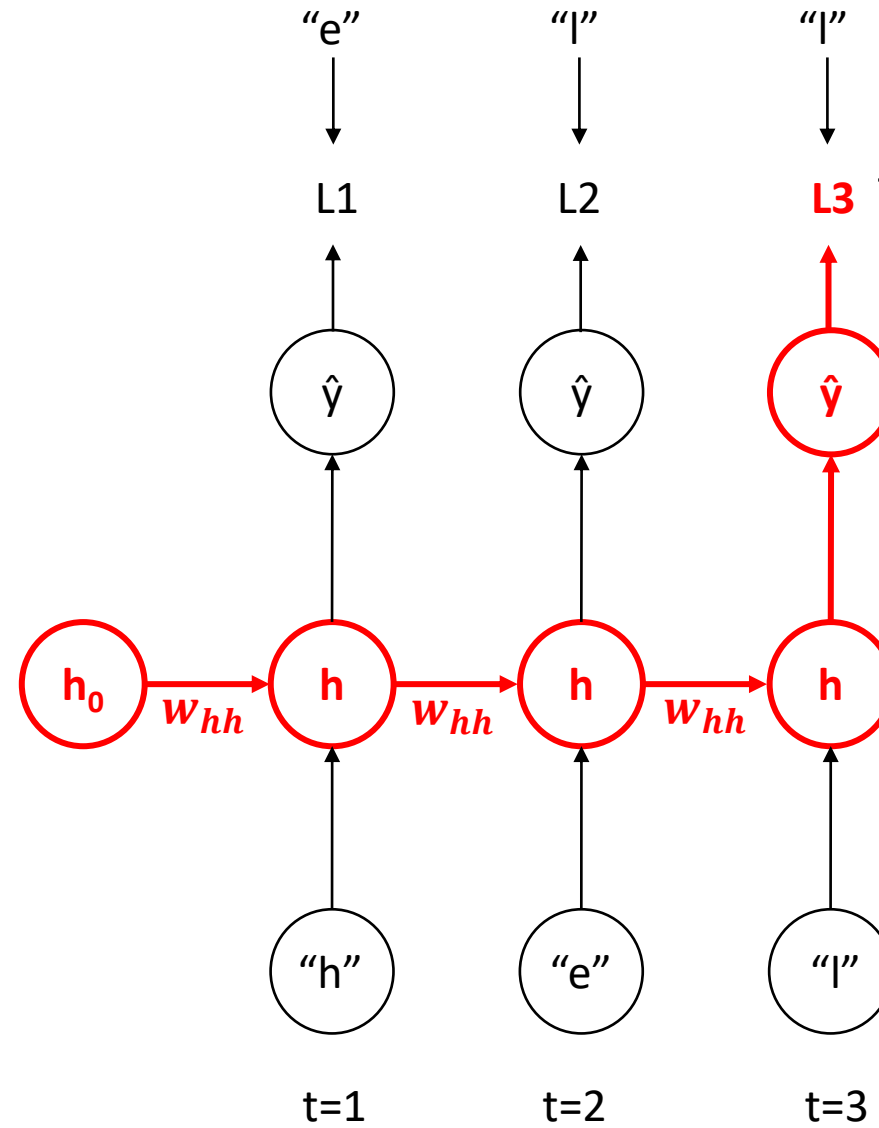 “e” “l” “l”
L1 L2 L3
ŷ ŷ ŷ
h₀ h h h
w_hh w_hh w_hh
“h” “e” “l”
t=1 t=2 t=3